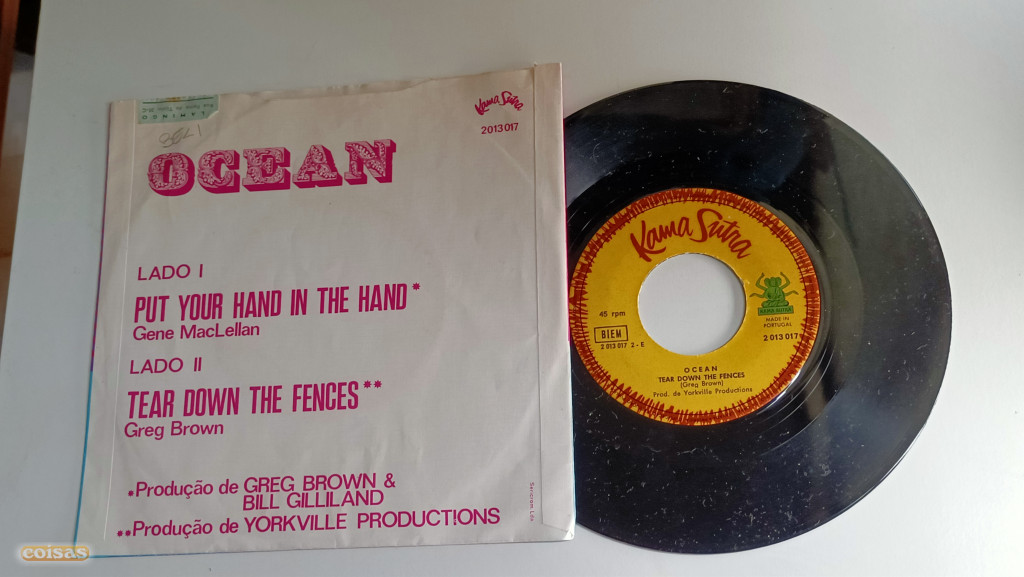 Kama Sutra
2013 017
OCEAN
LADO I
PUT YOUR HAND IN THE HAND*
Gene MacLellan
LADO II
TEAR DOWN THE FENCES**
Greg Brown
*Produção de GREG BROWN &
BILL GILLILAND
**Produção de YORKVILLE PRODUCTIONS
Kama Sutra
45 rpm
BIEM
2 013 017 2 - E
KAMA SUTRA
MADE IN
PORTUGAL
2 013 017
OCEAN
TEAR DOWN THE FENCES
(Greg Brown)
Prod. de Yorkville Productions
coisas